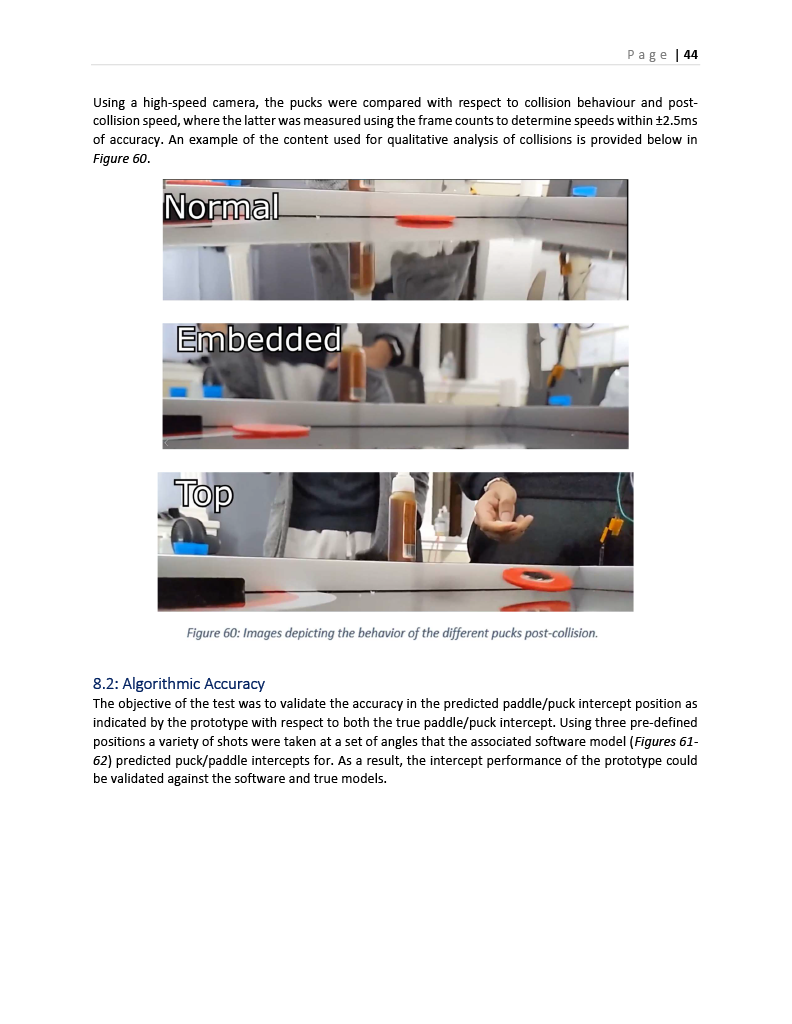 Page | 44
Using a high-speed camera, the pucks were compared with respect to collision behaviour and post-
collision speed, where the latter was measured using the frame counts to determine speeds within ±2.5ms
of accuracy. An example of the content used for qualitative analysis of collisions is provided below in
Figure 60.
Normal
Embedded
Top
Figure 60: Images depicting the behavior of the different pucks post-collision.
8.2: Algorithmic Accuracy
The objective of the test was to validate the accuracy in the predicted paddle/puck intercept position as
indicated by the prototype with respect to both the true paddle/puck intercept. Using three pre-defined
positions a variety of shots were taken at a set of angles that the associated software model (Figures 61-
62) predicted puck/paddle intercepts for. As a result, the intercept performance of the prototype could
be validated against the software and true models.